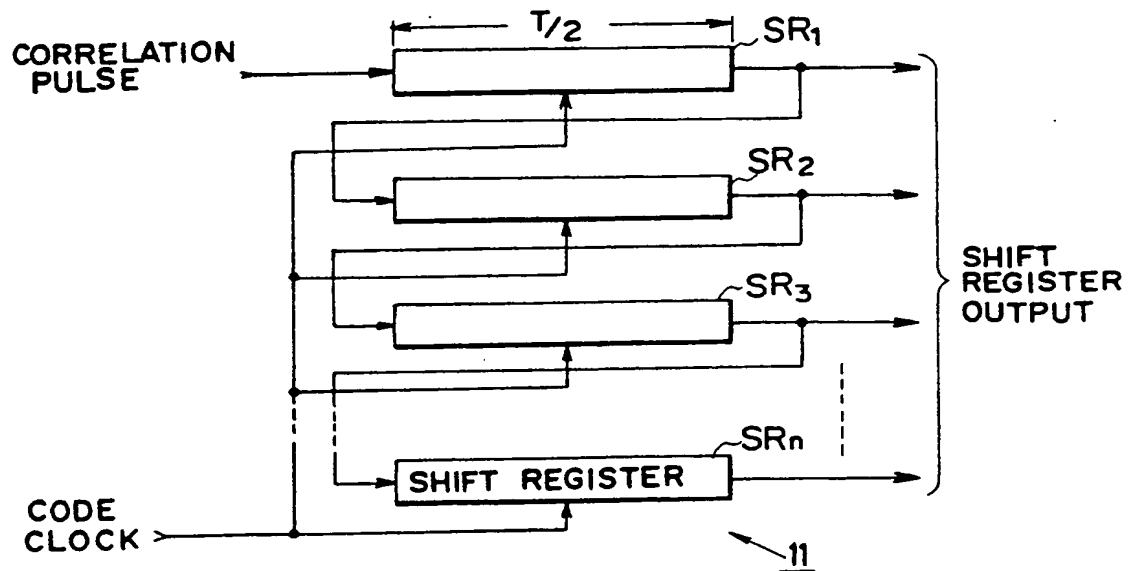 T/2
SR1
CORRELATION
PULSE
SR2
SR3
SHIFT
REGISTER
OUTPUT
SRn
SHIFT REGISTER
CODE
CLOCK
11